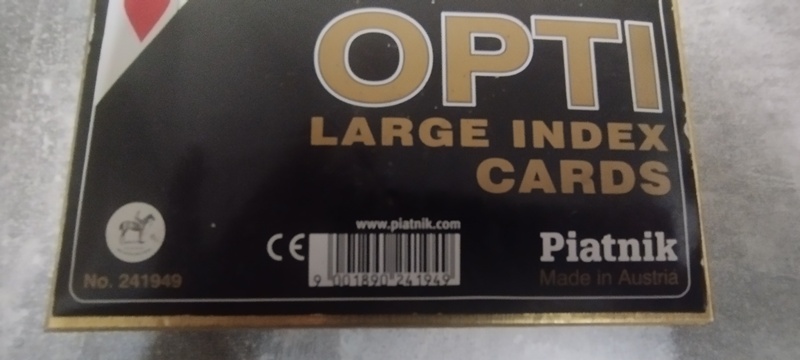 OPTI
LARGE INDEX
CARDS
www.piatnik.com
CE
9 001890 241949
Piatnik
Made in Austria
No. 241949